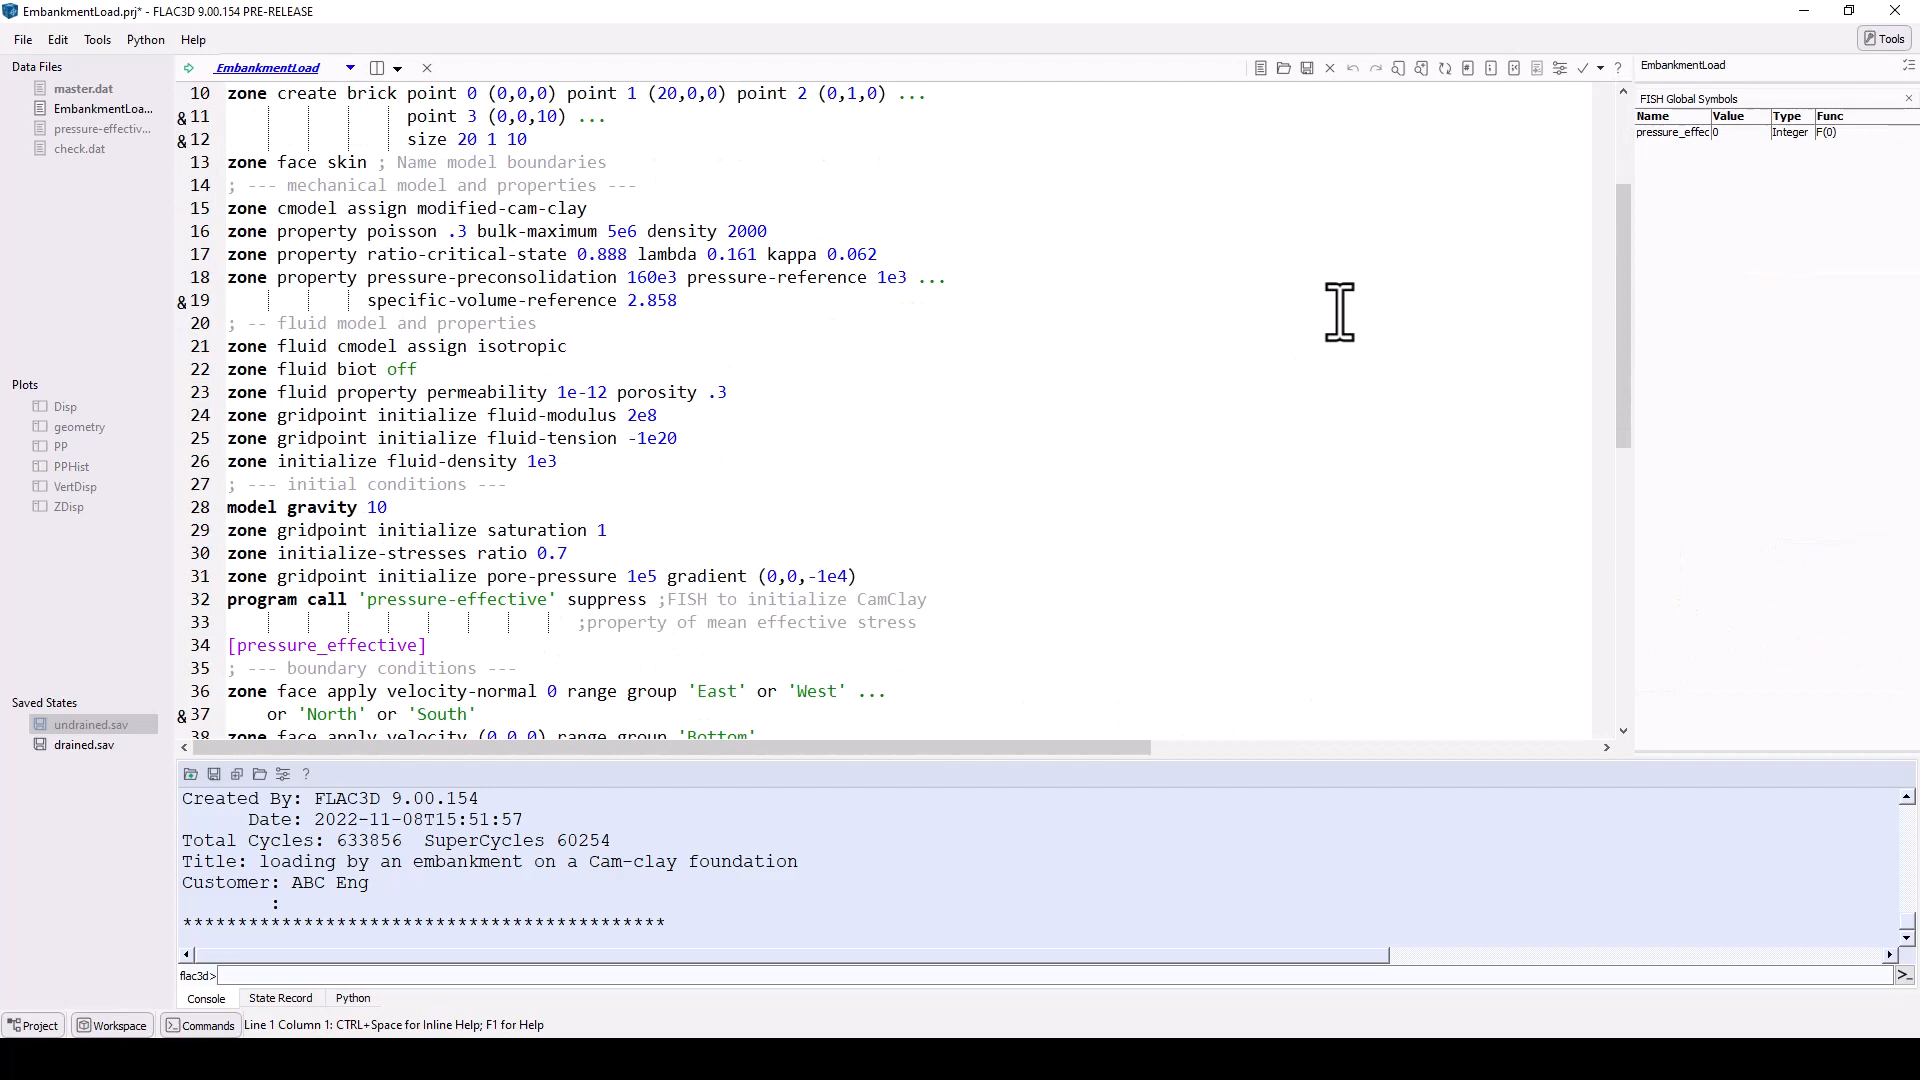 EmbankmentLoad.prj* - FLAC3D 9.00.154 PRE-RELEASE
File Edit Tools Python Help
Tools
Data Files
master.dat
EmbankmentLoa...
pressure-effectiv...
check.dat
Plots
Disp
geometry
PP
PPHist
VertDisp
ZDisp
Saved States
undrained.sav
drained.sav
EmbankmentLoad
10 zone create brick point 0 (0,0,0) point 1 (20,0,0) point 2 (0,1,0) ...
&11 point 3 (0,0,10) ...
&12 size 20 1 10
13 zone face skin ; Name model boundaries
14 ; --- mechanical model and properties ---
15 zone cmodel assign modified-cam-clay
16 zone property poisson .3 bulk-maximum 5e6 density 2000
17 zone property ratio-critical-state 0.888 lambda 0.161 kappa 0.062
18 zone property pressure-preconsolidation 160e3 pressure-reference 1e3 ...
&19 specific-volume-reference 2.858
20 ; -- fluid model and properties
21 zone fluid cmodel assign isotropic
22 zone fluid biot off
23 zone fluid property permeability 1e-12 porosity .3
24 zone gridpoint initialize fluid-modulus 2e8
25 zone gridpoint initialize fluid-tension -1e20
26 zone initialize fluid-density 1e3
27 ; --- initial conditions ---
28 model gravity 10
29 zone gridpoint initialize saturation 1
30 zone initialize-stresses ratio 0.7
31 zone gridpoint initialize pore-pressure 1e5 gradient (0,0,-1e4)
32 program call 'pressure-effective' suppress ;FISH to initialize CamClay
33 ;property of mean effective stress
34 [pressure_effective]
35 ; --- boundary conditions ---
36 zone face apply velocity-normal 0 range group 'East' or 'West' ...
&37 or 'North' or 'South'
38 zone face apply velocity (0,0,0) range group 'Bottom'
EmbankmentLoad
FISH Global Symbols
Name Value Type Func
pressure_effec 0 Integer F(0)
Created By: FLAC3D 9.00.154
Date: 2022-11-08T15:51:57
Total Cycles: 633856 SuperCycles 60254
Title: loading by an embankment on a Cam-clay foundation
Customer: ABC Eng
:
********************************************
flac3d>
Console State Record Python
Project Workspace Commands Line 1 Column 1: CTRL+Space for Inline Help; F1 for Help